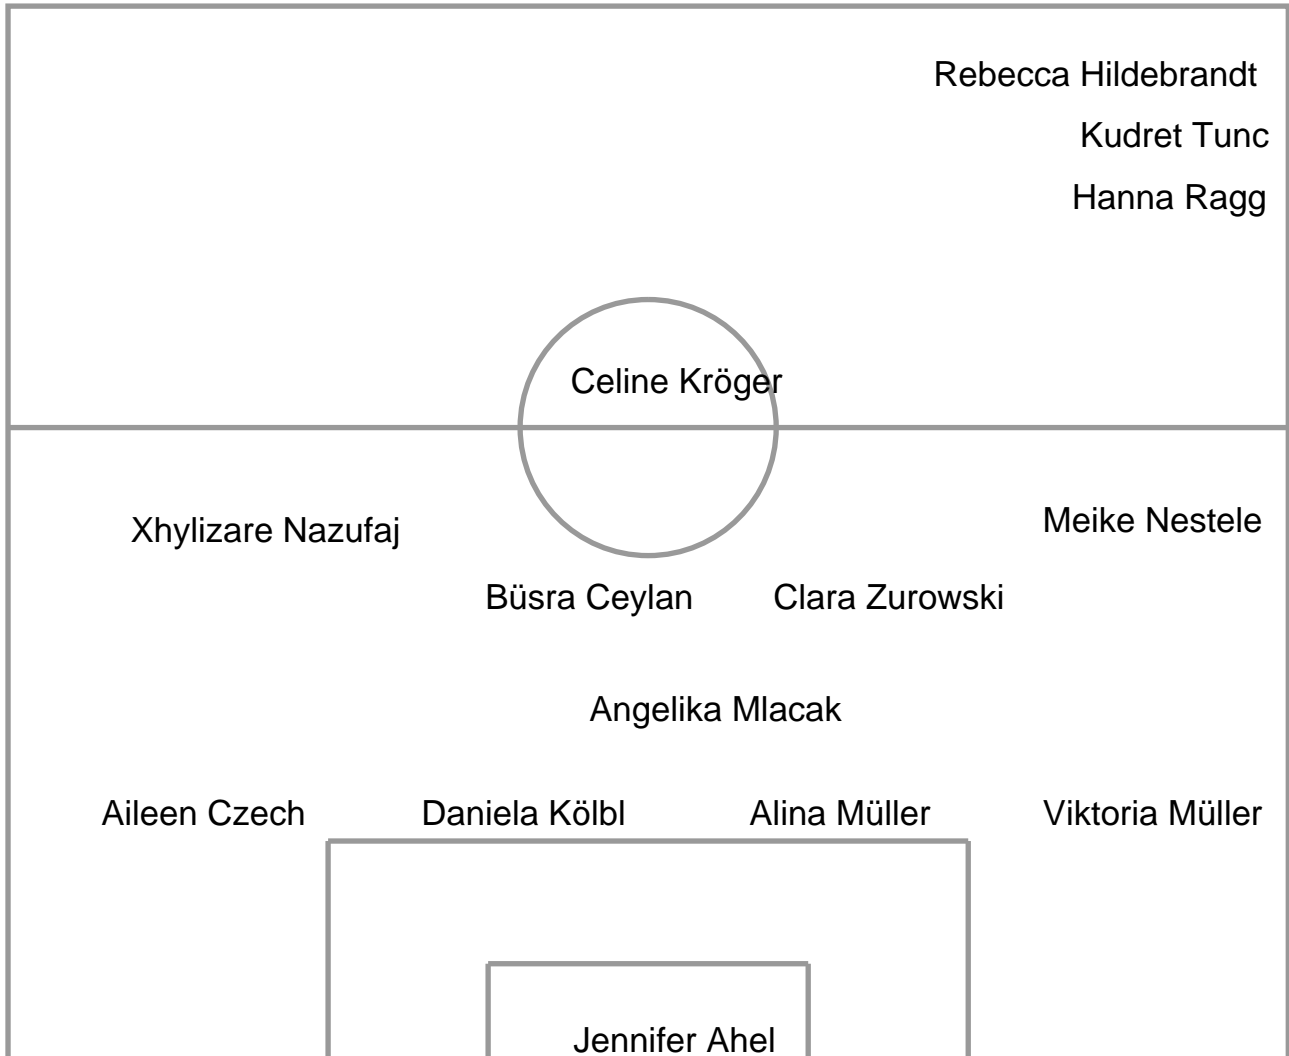 Rebecca Hildebrandt
Kudret Tunc
Hanna Ragg
Celine Kröger
Xhylizare Nazufaj
Meike Nestele
Büsra Ceylan
Clara Zurowski
Angelika Mlacak
Aileen Czech
Daniela Kölbl
Alina Müller
Viktoria Müller
Jennifer Ahel